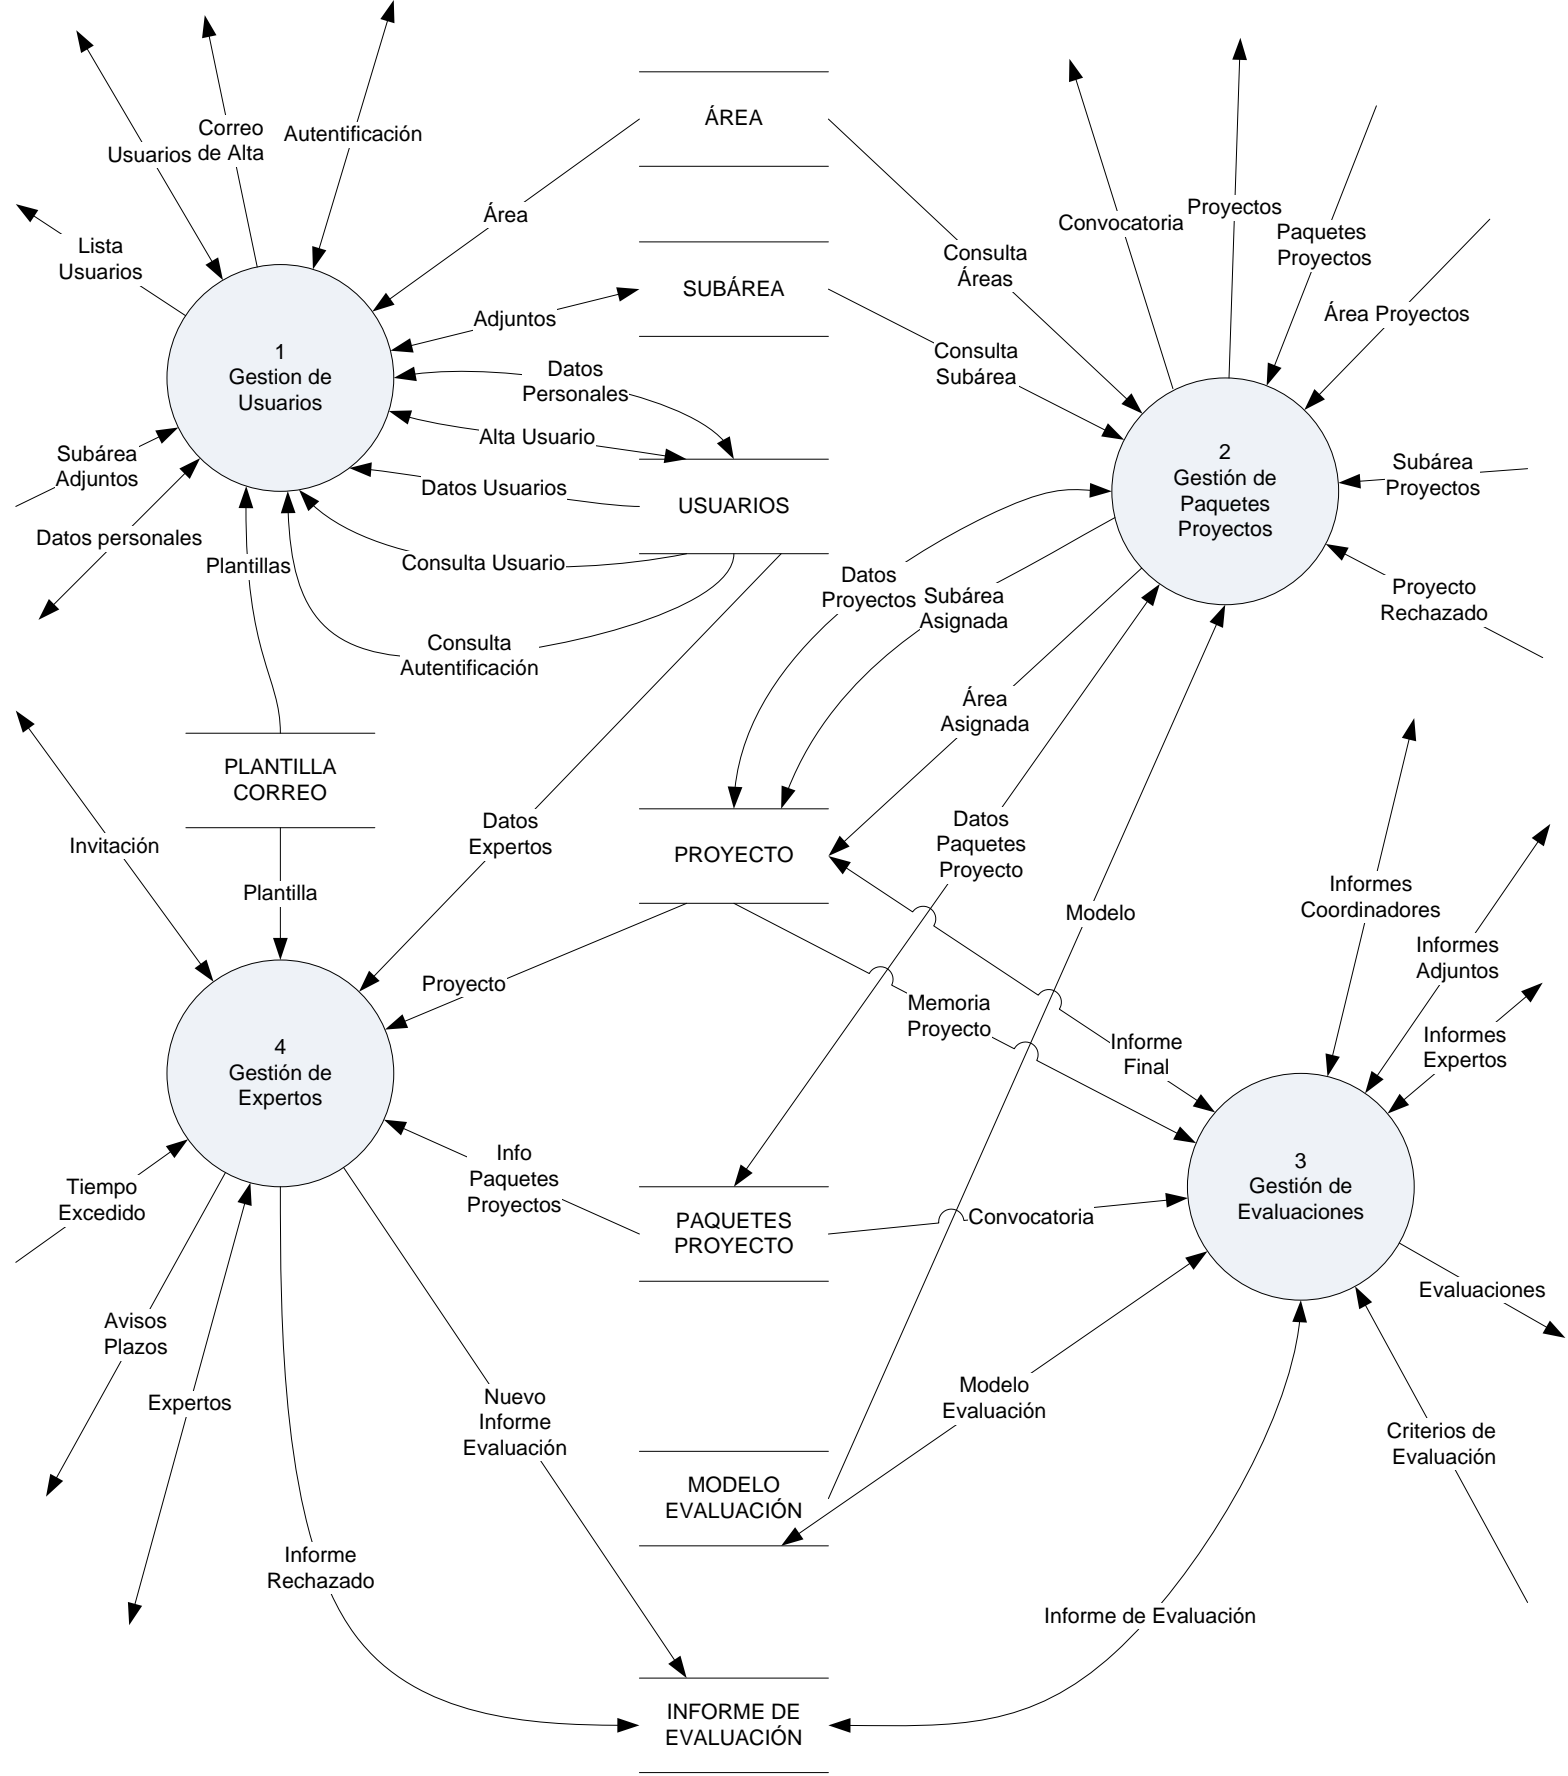 Correo
de Alta
Usuarios
Autentificación
ÁREA
Lista
Usuarios
Área
Proyectos
Convocatoria
Paquetes
Proyectos
Consulta
Áreas
SUBÁREA
Adjuntos
Área Proyectos
1
Gestion de
Usuarios
Consulta
Subárea
Datos
Personales
Alta Usuario
Subárea
Adjuntos
Datos Usuarios
USUARIOS
2
Gestión de
Paquetes
Proyectos
Subárea
Proyectos
Datos personales
Plantillas
Consulta Usuario
Datos
Proyectos
Subárea
Asignada
Proyecto
Rechazado
Consulta
Autentificación
Área
Asignada
PLANTILLA
CORREO
Invitación
Datos
Expertos
PROYECTO
Datos
Paquetes
Proyecto
Plantilla
Modelo
Informes
Coordinadores
Informes
Adjuntos
Proyecto
Memoria
Proyecto
Informe
Final
Informes
Expertos
4
Gestión de
Expertos
Info
Paquetes
Proyectos
3
Gestión de
Evaluaciones
Tiempo
Excedido
PAQUETES
PROYECTO
Convocatoria
Evaluaciones
Avisos
Plazos
Expertos
Nuevo
Informe
Evaluación
Modelo
Evaluación
Criterios de
Evaluación
MODELO
EVALUACIÓN
Informe
Rechazado
Informe de Evaluación
INFORME DE
EVALUACIÓN